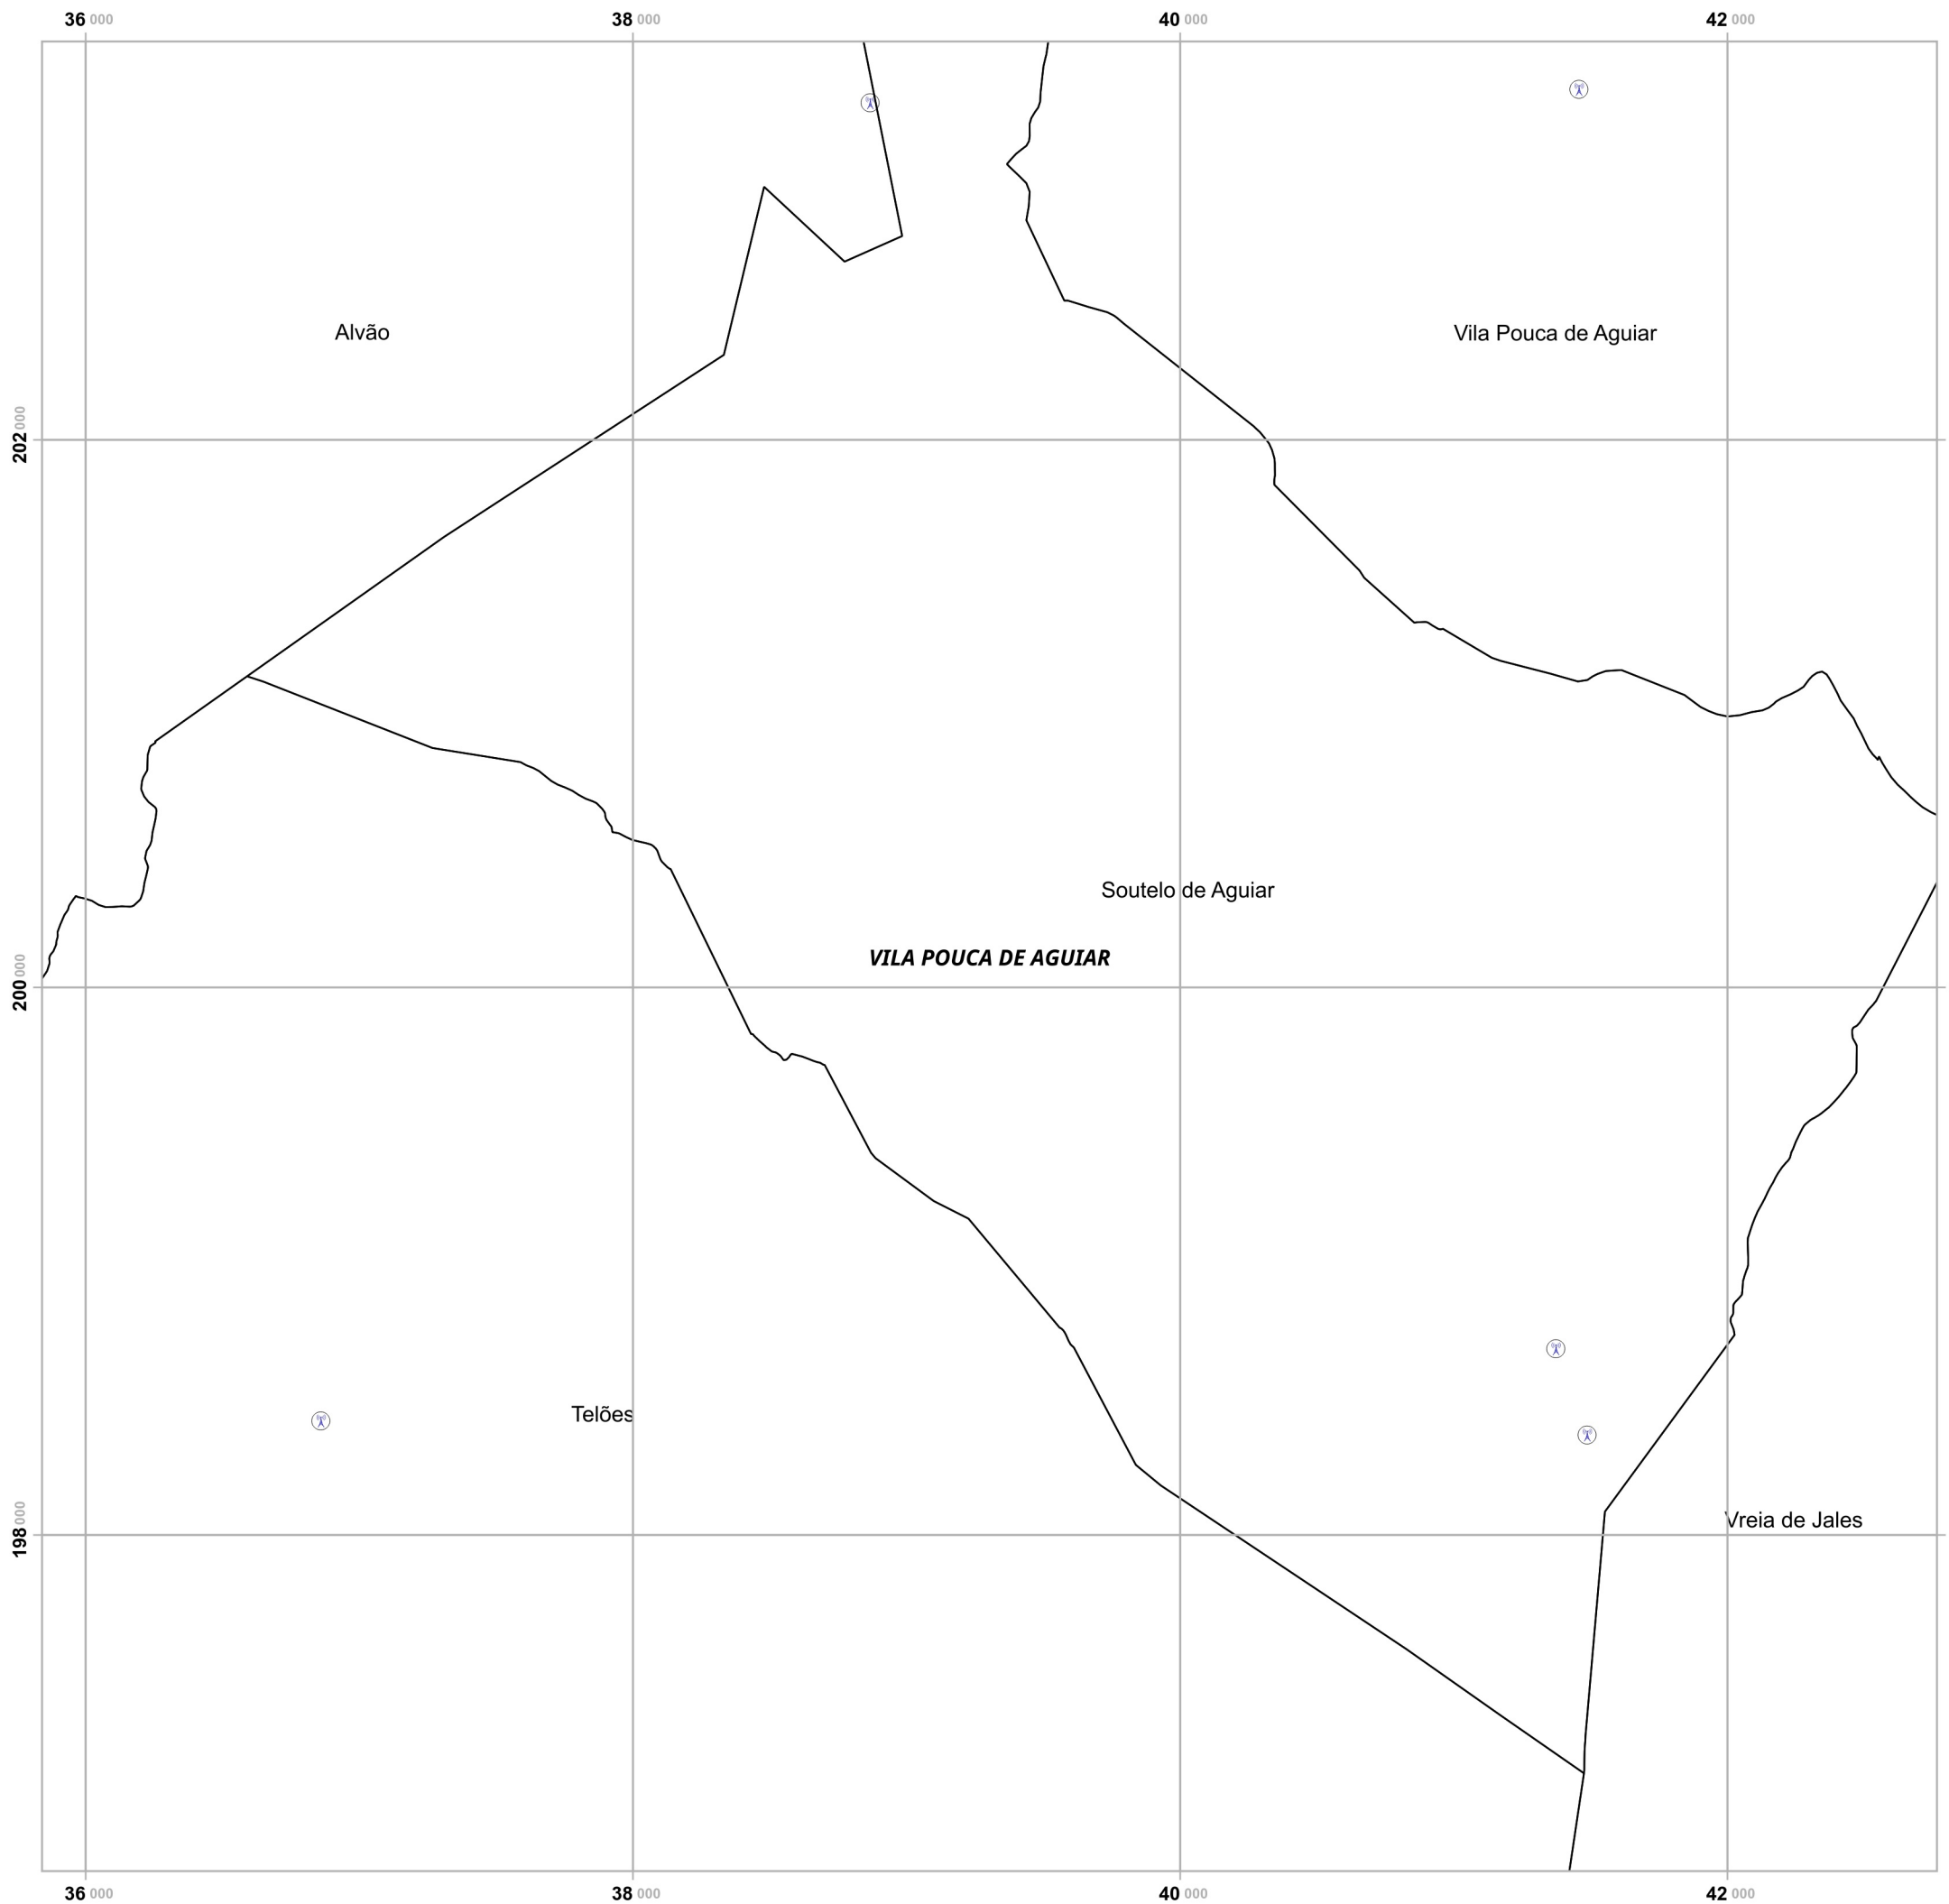 36 000 38 000 40 000 42 000
Alvão
Vila Pouca de Aguiar
202 000
Soutelo de Aguiar
VILA POUCA DE AGUIAR
200 000
Telões
Vreia de Jales
198 000
36 000 38 000 40 000 42 000